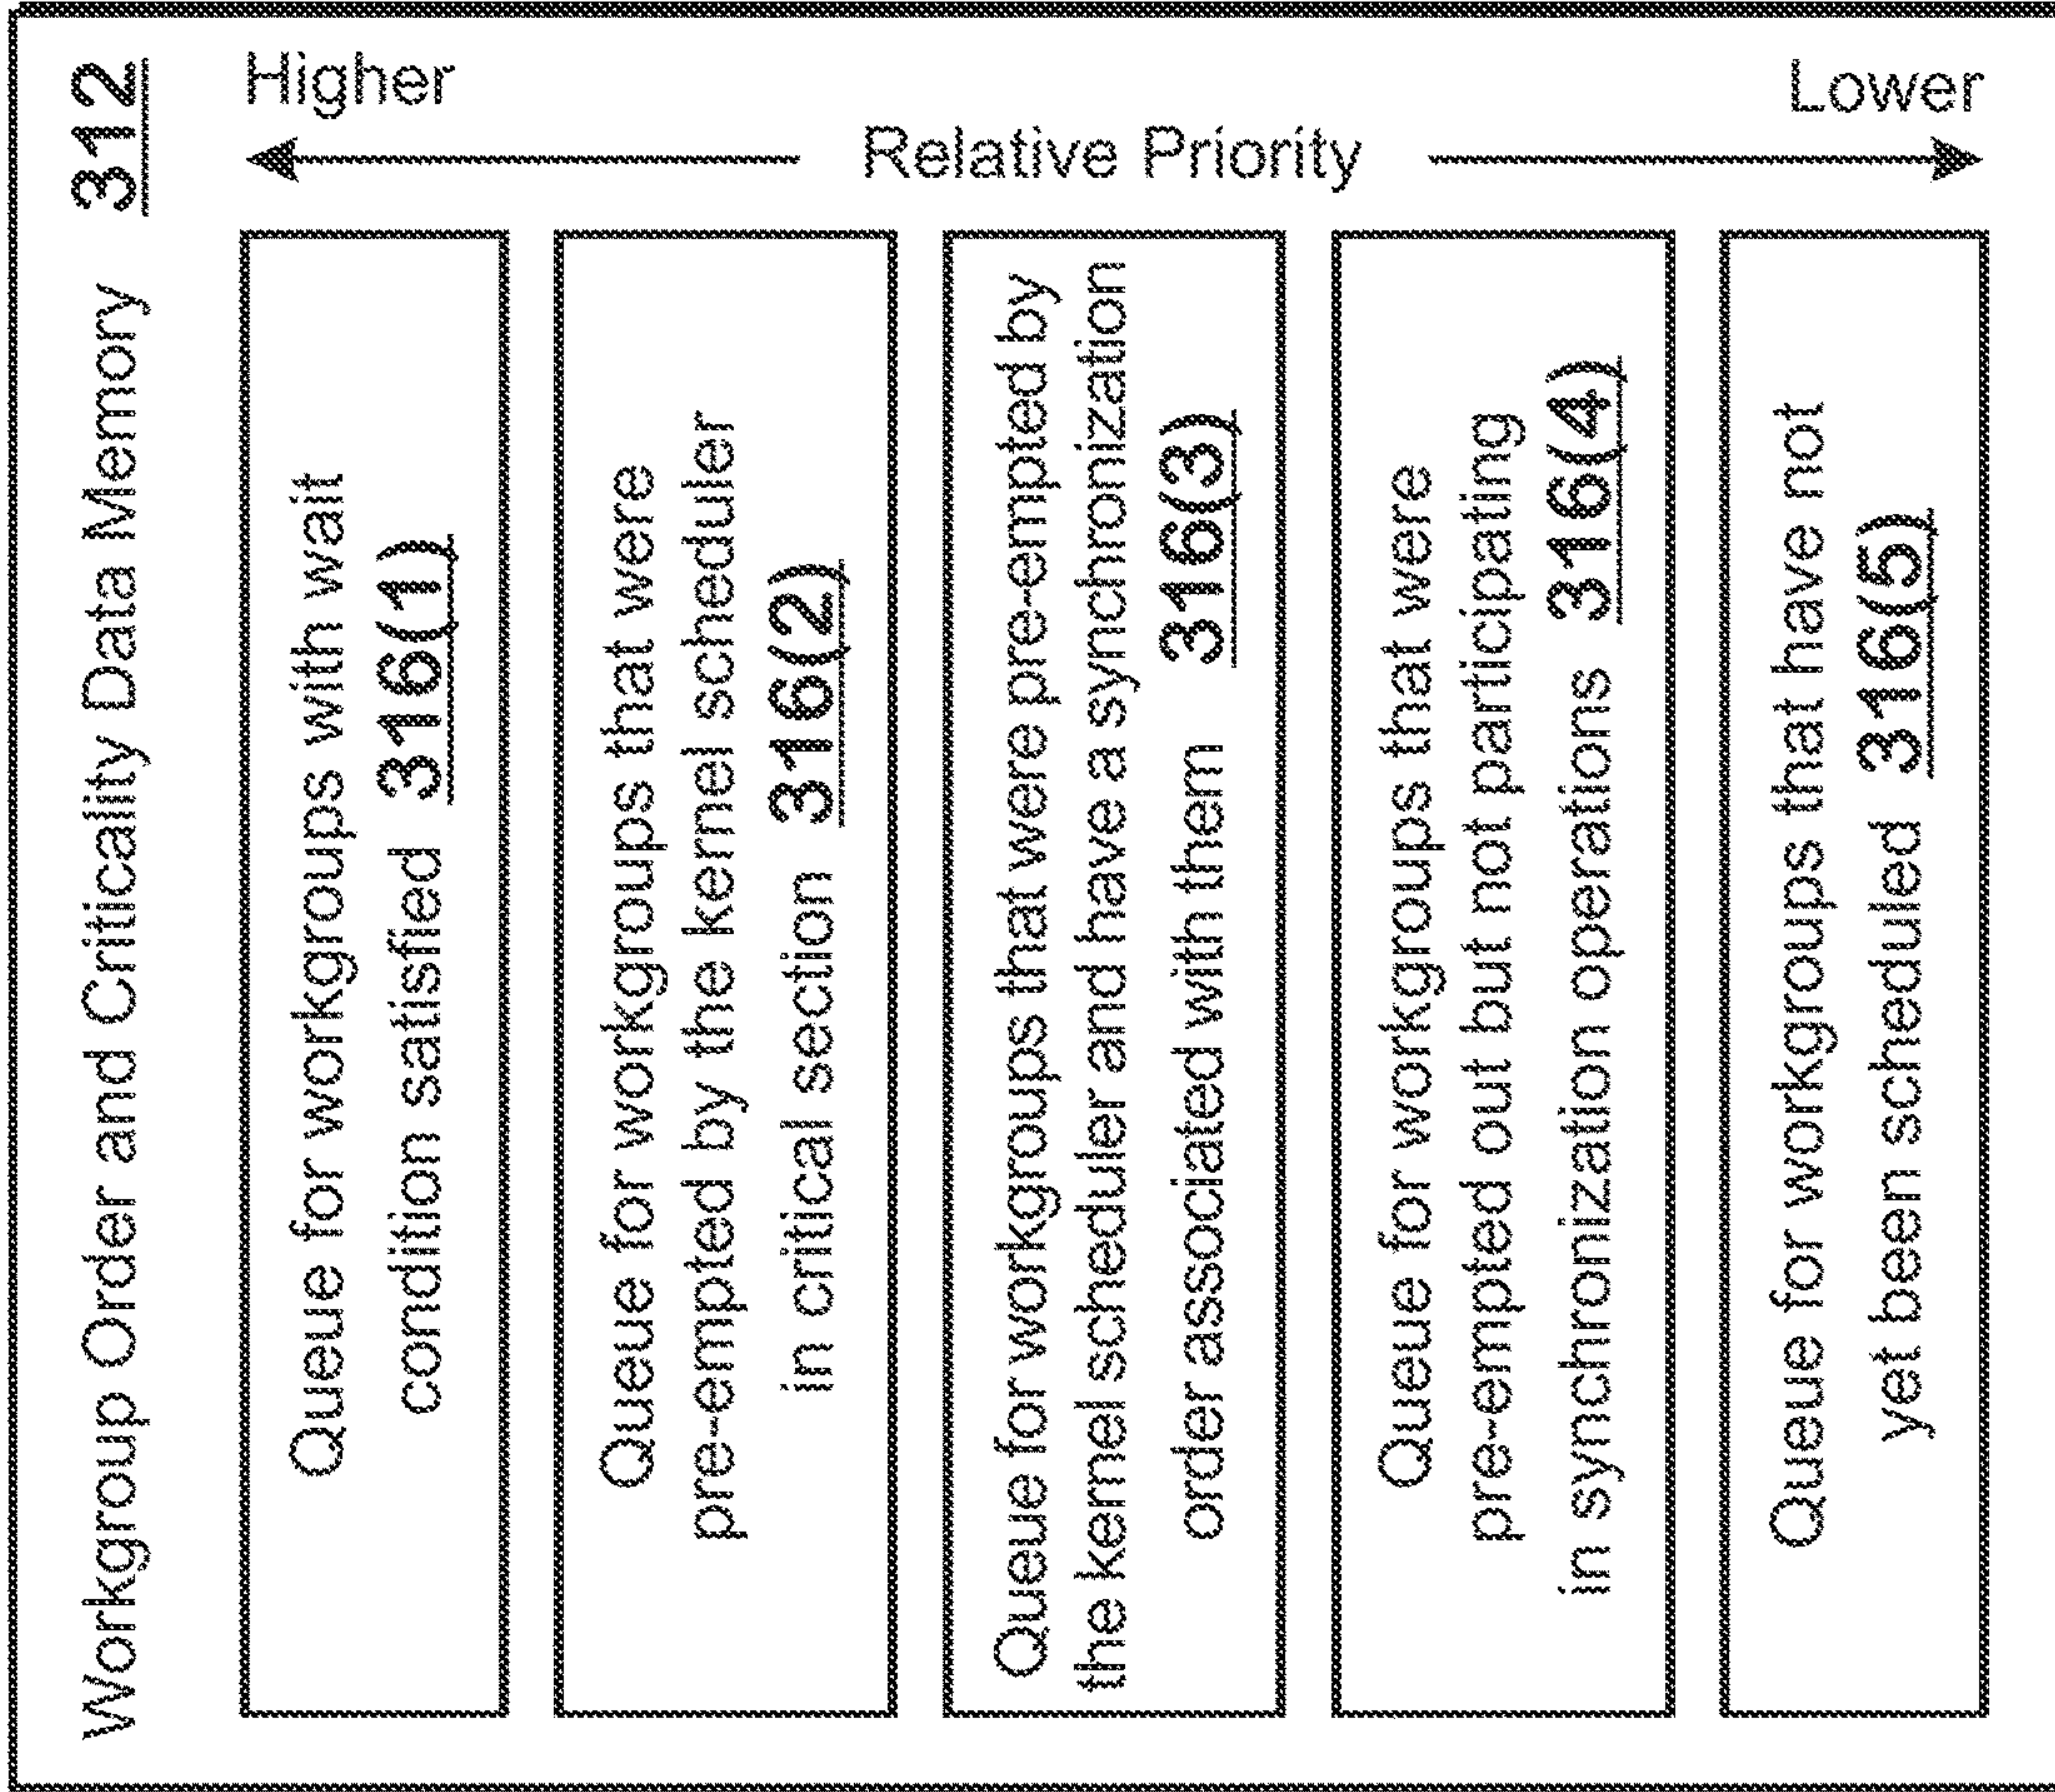 Workgroup Order and Criticality Data Memory 312
Queue for workgroups with wait
condition satisfied 316(1)
Queue for workgroups that were
pre-empted by the kernel scheduler
in critical section 316(2)
Queue for workgroups that were pre-empted by
the kernel scheduler and have a synchronization
order associated with them 316(3)
Queue for workgroups that were
pre-empted out but not participating
in synchronization operations 316(4)
Queue for workgroups that have not
yet been scheduled 316(5)
Higher
Relative Priority
Lower